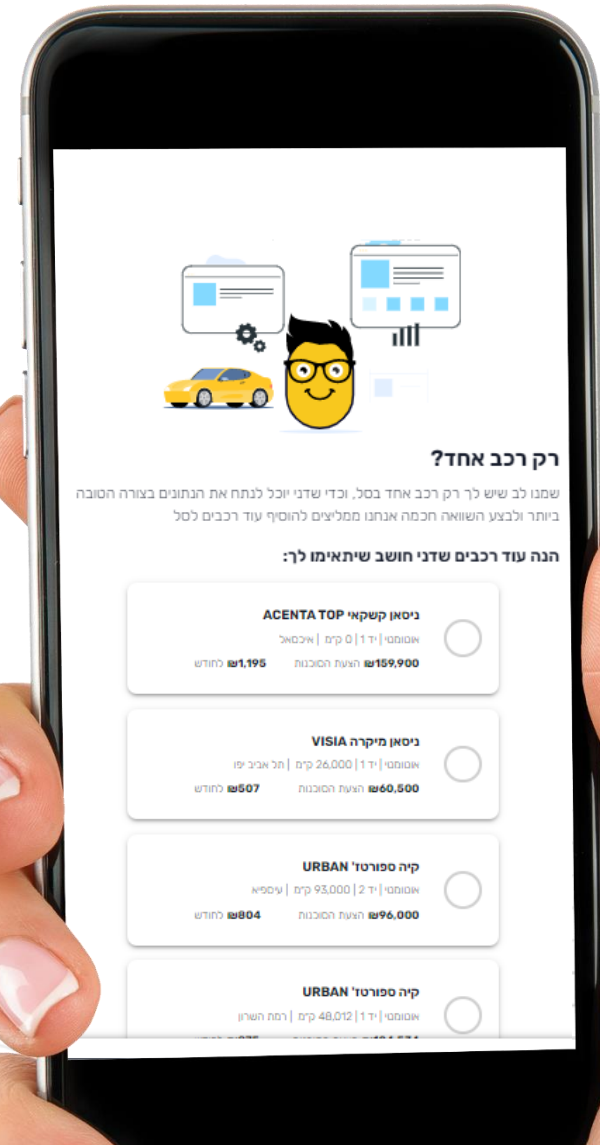 רק רכב אחד?
שמנו לב שיש לך רק רכב אחד בסל, וכדי שדני יוכל לנתח את הנתונים בצורה הטובה
ביותר ולבצע השוואה חכמה אנחנו ממליצים להוסיף עוד רכבים לסל
הנה עוד רכבים שדני חושב שיתאימו לך:
ניסאן קשקאי ACENTA TOP
אוטומטי | יד 1 | 0 ק״מ | איכסאל
₪159,900 הצעת הסוכנות ₪1,195 לחודש
ניסאן מיקרה VISIA
אוטומטי | יד 1 | 26,000 ק״מ | תל אביב יפו
₪60,500 הצעת הסוכנות ₪507 לחודש
קיה ספורטז' URBAN
אוטומטי | יד 2 | 93,000 ק״מ | עיספיא
₪96,000 הצעת הסוכנות ₪804 לחודש
קיה ספורטז' URBAN
אוטומטי | יד 1 | 48,012 ק״מ | רמת השרון